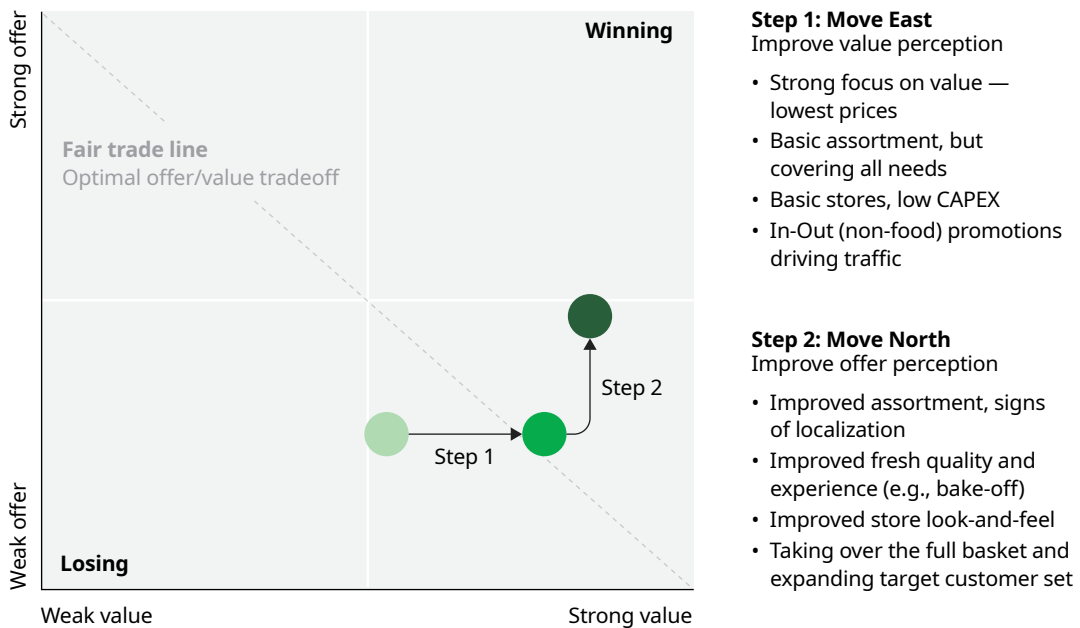 Strong offer
Weak offer
Winning
Fair trade line
Optimal offer/value tradeoff
Step 2
Step 1
Losing
Weak value
Strong value
Step 1: Move East
Improve value perception
• Strong focus on value —
lowest prices
• Basic assortment, but
covering all needs
• Basic stores, low CAPEX
• In-Out (non-food) promotions
driving traffic
Step 2: Move North
Improve offer perception
• Improved assortment, signs
of localization
• Improved fresh quality and
experience (e.g., bake-off)
• Improved store look-and-feel
• Taking over the full basket and
expanding target customer set